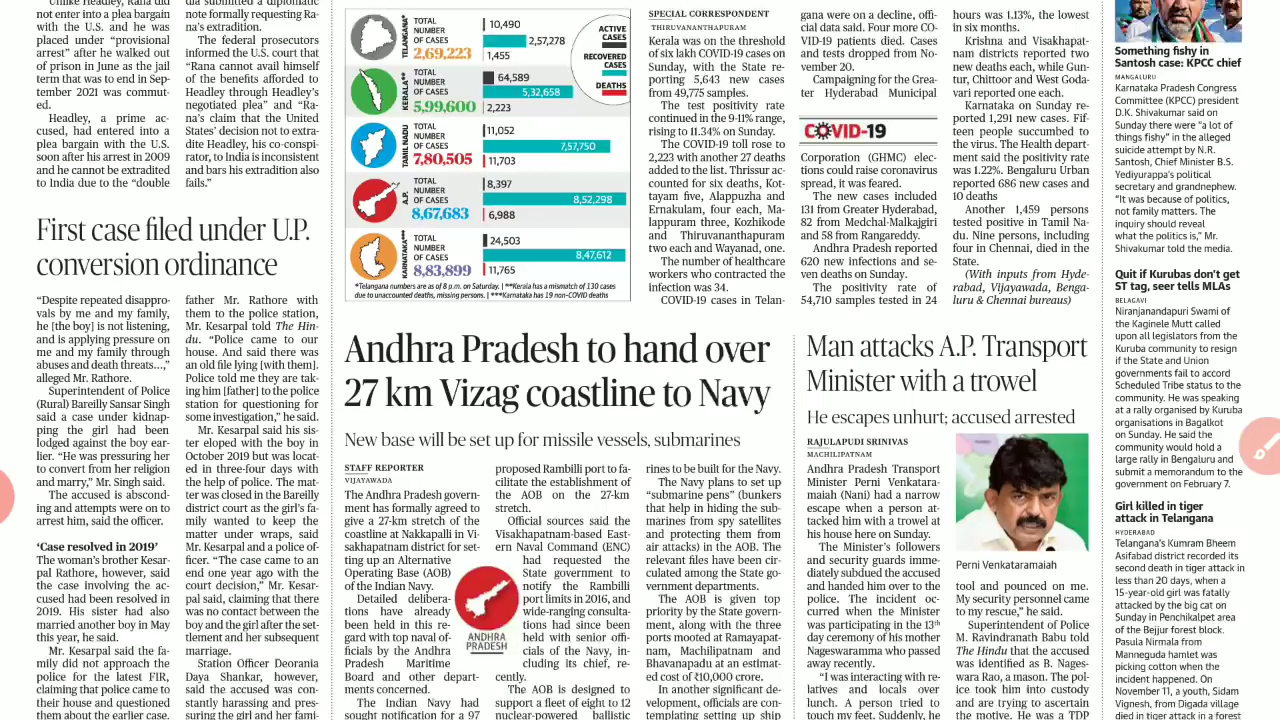 Unlike Headley, Rana did
not enter into a plea bargain
with the U.S. and he was
placed under “provisional
arrest” after he walked out
of prison in June as the jail
term that was to end in Sep-
tember 2021 was commut-
ed.
Headley, a prime ac-
cused, had entered into a
plea bargain with the U.S.
soon after his arrest in 2009
and he cannot be extradited
to India due to the “double
dia submitted a diplomatic
note formally requesting Ra-
na’s extradition.
The federal prosecutors
informed the U.S. court that
“Rana cannot avail himself
of the benefits afforded to
Headley through Headley’s
negotiated plea” and “Ra-
na’s claim that the United
States’ decision not to extra-
dite Headley, his co-conspi-
rator, to India is inconsistent
and bars his extradition also
fails.”
First case filed under U.P.
conversion ordinance
“Despite repeated disappro-
vals by me and my family,
he [the boy] is not listening,
and is applying pressure on
me and my family through
abuses and death threats...,”
alleged Mr. Rathore.
Superintendent of Police
(Rural) Bareilly Sansar Singh
said a case under kidnap-
ping the girl had been
lodged against the boy ear-
lier. “He was pressuring her
to convert from her religion
and marry,” Mr. Singh said.
The accused is abscond-
ing and attempts were on to
arrest him, said the officer.
‘Case resolved in 2019’
The woman’s brother Kesar-
pal Rathore, however, said
the case involving the ac-
cused had been resolved in
2019. His sister had also
married another boy in May
this year, he said.
Mr. Kesarpal said the fa-
mily did not approach the
police for the latest FIR,
claiming that police came to
their house and questioned
them about the earlier case.
father Mr. Rathore with
them to the police station,
Mr. Kesarpal told The Hin-
du. “Police came to our
house. And said there was
an old file lying [with them].
Police told me they are tak-
ing him [father] to the police
station for questioning for
some investigation,” he said.
Mr. Kesarpal said his sis-
ter eloped with the boy in
October 2019 but was locat-
ed in three-four days with
the help of police. The mat-
ter was closed in the Bareilly
district court as the girl’s fa-
mily wanted to keep the
matter under wraps, said
Mr. Kesarpal and a police of-
ficer. “The case came to an
end one year ago with the
court decision,” Mr. Kesar-
pal said, claiming that there
was no contact between the
boy and the girl after the set-
tlement and her subsequent
marriage.
Station Officer Deorania
Daya Shankar, however,
said the accused was con-
stantly harassing and pres-
suring the girl and her fami-
ACTIVE
CASES
RECOVERED
CASES
DEATHS
TELANGANA*
TOTAL
NUMBER
OF CASES
2,69,223
10,490
2,57,278
1,455
KERALA**
TOTAL
NUMBER
OF CASES
5,99,600
64,589
5,32,658
2,223
TAMIL NADU
TOTAL
NUMBER
OF CASES
7,80,505
11,052
7,57,750
11,703
A.P.
TOTAL
NUMBER
OF CASES
8,67,683
8,397
8,52,298
6,988
KARNATAKA***
TOTAL
NUMBER
OF CASES
8,83,899
24,503
8,47,612
11,765
*Telangana numbers are as of 8 p.m. on Saturday. | **Kerala has a mismatch of 130 cases
due to unaccounted deaths, missing persons. | ***Karnataka has 19 non-COVID deaths
SPECIAL CORRESPONDENT
THIRUVANANTHAPURAM
Kerala was on the threshold
of six lakh COVID-19 cases on
Sunday, with the State re-
porting 5,643 new cases
from 49,775 samples.
The test positivity rate
continued in the 9-11% range,
rising to 11.34% on Sunday.
The COVID-19 toll rose to
2,223 with another 27 deaths
added to the list. Thrissur ac-
counted for six deaths, Kot-
tayam five, Alappuzha and
Ernakulam, four each, Ma-
lappuram three, Kozhikode
and Thiruvananthapuram
two each and Wayanad, one.
The number of healthcare
workers who contracted the
infection was 34.
COVID-19 cases in Telan-
gana were on a decline, offi-
cial data said. Four more CO-
VID-19 patients died. Cases
and tests dropped from No-
vember 20.
Campaigning for the Grea-
ter Hyderabad Municipal
COVID-19
Corporation (GHMC) elec-
tions could raise coronavirus
spread, it was feared.
The new cases included
131 from Greater Hyderabad,
82 from Medchal-Malkajgiri
and 58 from Rangareddy.
Andhra Pradesh reported
620 new infections and se-
ven deaths on Sunday.
The positivity rate of
54,710 samples tested in 24
hours was 1.13%, the lowest
in six months.
Krishna and Visakhapat-
nam districts reported two
new deaths each, while Gun-
tur, Chittoor and West Goda-
vari reported one each.
Karnataka on Sunday re-
ported 1,291 new cases. Fif-
teen people succumbed to
the virus. The Health depart-
ment said the positivity rate
was 1.22%. Bengaluru Urban
reported 686 new cases and
10 deaths
Another 1,459 persons
tested positive in Tamil Na-
du. Nine persons, including
four in Chennai, died in the
State.
(With inputs from Hyde-
rabad, Vijayawada, Benga-
luru & Chennai bureaus)
Andhra Pradesh to hand over
27 km Vizag coastline to Navy
New base will be set up for missile vessels, submarines
STAFF REPORTER
VIJAYAWADA
The Andhra Pradesh govern-
ment has formally agreed to
give a 27-km stretch of the
coastline at Nakkapalli in Vi-
sakhapatnam district for set-
ting up an Alternative
Operating Base (AOB)
of the Indian Navy.
Detailed delibera-
tions have already
been held in this re-
gard with top naval of-
ficials by the Andhra
Pradesh Maritime
Board and other depart-
ments concerned.
The Indian Navy had
sought notification for a 97
ANDHRA
PRADESH
proposed Rambilli port to fa-
cilitate the establishment of
the AOB on the 27-km
stretch.
Official sources said the
Visakhapatnam-based East-
ern Naval Command (ENC)
had requested the
State government to
notify the Rambilli
port limits in 2016, and
wide-ranging consulta-
tions had since been
held with senior offi-
cials of the Navy, in-
cluding its chief, re-
cently.
The AOB is designed to
support a fleet of eight to 12
nuclear-powered ballistic
rines to be built for the Navy.
The Navy plans to set up
“submarine pens” (bunkers
that help in hiding the sub-
marines from spy satellites
and protecting them from
air attacks) in the AOB. The
relevant files have been cir-
culated among the State go-
vernment departments.
The AOB is given top
priority by the State govern-
ment, along with the three
ports mooted at Ramayapat-
nam, Machilipatnam and
Bhavanapadu at an estimat-
ed cost of ₹10,000 crore.
In another significant de-
velopment, officials are con-
templating setting up ship
Man attacks A.P. Transport
Minister with a trowel
He escapes unhurt; accused arrested
RAJULAPUDI SRINIVAS
MACHILIPATNAM
Andhra Pradesh Transport
Minister Perni Venkatara-
maiah (Nani) had a narrow
escape when a person at-
tacked him with a trowel at
his house here on Sunday.
The Minister’s followers
and security guards imme-
diately subdued the accused
and handed him over to the
police. The incident oc-
curred when the Minister
was participating in the 13th
day ceremony of his mother
Nageswaramma who passed
away recently.
“I was interacting with re-
latives and locals over
lunch. A person tried to
touch my feet. Suddenly, he
Perni Venkataramaiah
tool and pounced on me.
My security personnel came
to my rescue,” he said.
Superintendent of Police
M. Ravindranath Babu told
The Hindu that the accused
was identified as B. Nages-
wara Rao, a mason. The pol-
ice took him into custody
and are trying to ascertain
the motive. He was a TDP
Something fishy in
Santosh case: KPCC chief
MANGALURU
Karnataka Pradesh Congress
Committee (KPCC) president
D.K. Shivakumar said on
Sunday there were “a lot of
things fishy” in the alleged
suicide attempt by N.R.
Santosh, Chief Minister B.S.
Yediyurappa’s political
secretary and grandnephew.
“It was because of politics,
not family matters. The
inquiry should reveal
what the politics is,” Mr.
Shivakumar told the media.
Quit if Kurubas don’t get
ST tag, seer tells MLAs
BELAGAVI
Niranjanandapuri Swami of
the Kaginele Mutt called
upon all legislators from the
Kuruba community to resign
if the State and Union
governments fail to accord
Scheduled Tribe status to the
community. He was speaking
at a rally organised by Kuruba
organisations in Bagalkot
on Sunday. He said the
community would hold a
large rally in Bengaluru and
submit a memorandum to the
government on February 7.
Girl killed in tiger
attack in Telangana
HYDERABAD
Telangana’s Kumram Bheem
Asifabad district recorded its
second death in tiger attack in
less than 20 days, when a
15-year-old girl was fatally
attacked by the big cat on
Sunday in Penchikalpet area
of the Bejjur forest block.
Pasula Nirmala from
Manneguda hamlet was
picking cotton when the
incident happened. On
November 11, a youth, Sidam
Vignesh, from Digada village
died in tiger attack in a forest